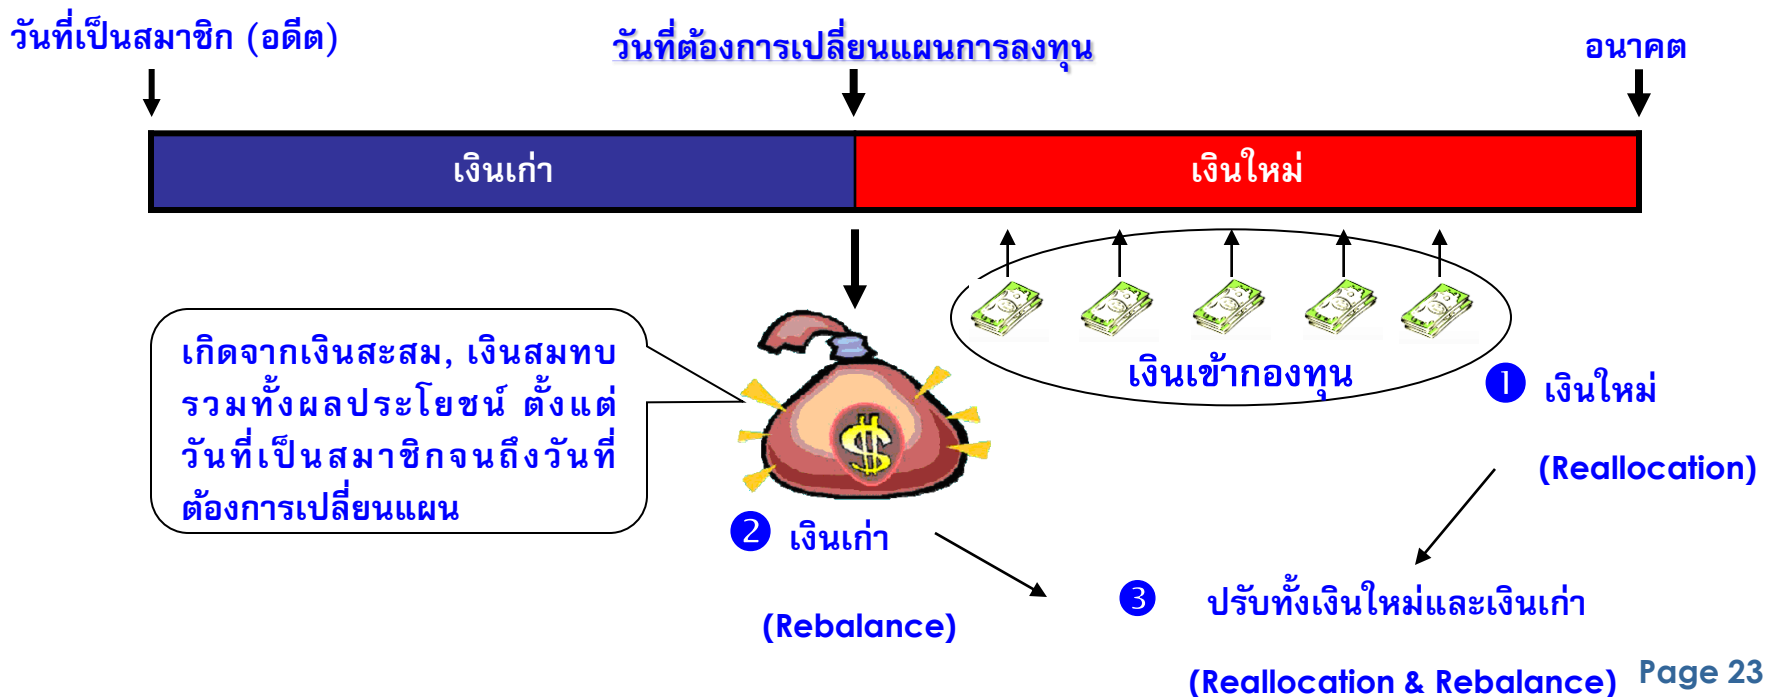 วันที่เป็นสมาชิก (อดีต)
วันที่ต้องการเปลี่ยนแผนการลงทุน
อนาคต
เงินเก่า
เงินใหม่
เกิดจากเงินสะสม, เงินสมทบ
รวมทั้งผลประโยชน์ ตั้งแต่
วันที่เป็นสมาชิกจนถึงวันที่
ต้องการเปลี่ยนแผน
$
เงินเข้ากองทุน
❶ เงินใหม่
(Reallocation)
❷ เงินเก่า
(Rebalance)
❸ ปรับทั้งเงินใหม่และเงินเก่า
(Reallocation & Rebalance)
Page 23